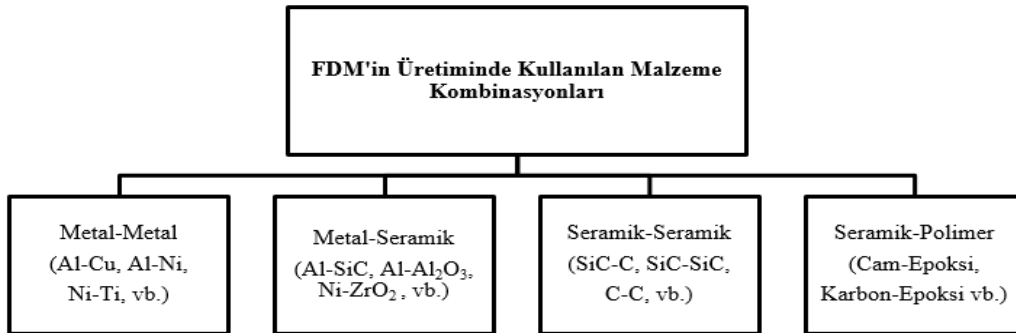 FDM'in Üretiminde Kullanılan Malzeme
Kombinasyonları
Metal-Metal
(Al-Cu, Al-Ni,
Ni-Ti, vb.)
Metal-Seramik
(Al-SiC, Al-Al₂O₃,
Ni-ZrO₂ , vb.)
Seramik-Seramik
(SiC-C, SiC-SiC,
C-C, vb.)
Seramik-Polimer
(Cam-Epoksi,
Karbon-Epoksi vb.)